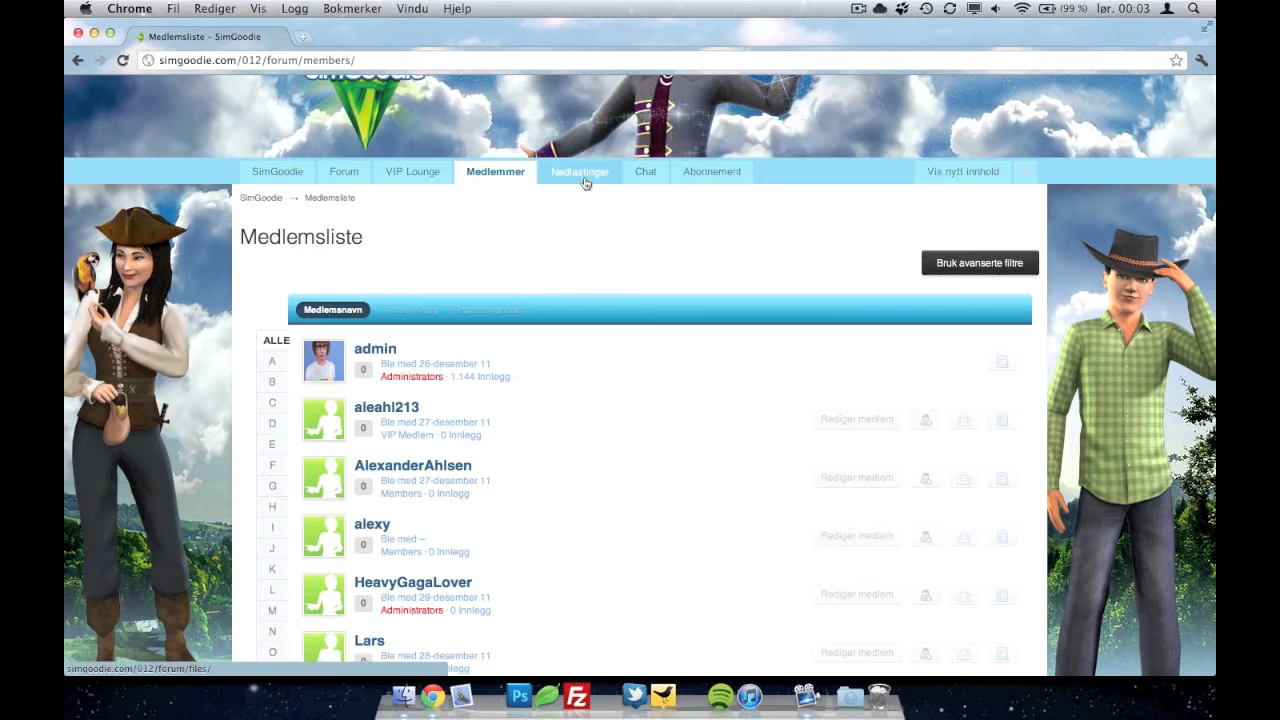 Chrome Fil Rediger Vis Logg Bokmerker Vindu Hjelp (99 %) lør. 00:03
Medlemsliste – SimGoodie
simgoodie.com/012/forum/members/
SimGoodie
SimGoodie Forum VIP Lounge Medlemmer Nedlastinger Chat Abonnement Vis nytt innhold
SimGoodie → Medlemsliste
Medlemsliste
Bruk avanserte filtre
Medlemsnavn
ALLE
A
B
C
D
E
F
G
H
I
J
K
L
M
N
O
admin
0 Ble med 26-desember 11
Administrators · 1.144 Innlegg
aleahl213
0 Ble med 27-desember 11 Rediger medlem
VIP Medlem · 0 Innlegg
AlexanderAhlsen
0 Ble med 27-desember 11 Rediger medlem
Members · 0 Innlegg
alexy
0 Ble med -- Rediger medlem
Members · 0 Innlegg
HeavyGagaLover
0 Ble med 29-desember 11 Rediger medlem
Administrators · 0 Innlegg
Lars
Ble med 28-desember 11 Rediger medlem
Innlegg
simgoodie.com/012/forum/files/
Ps Fz